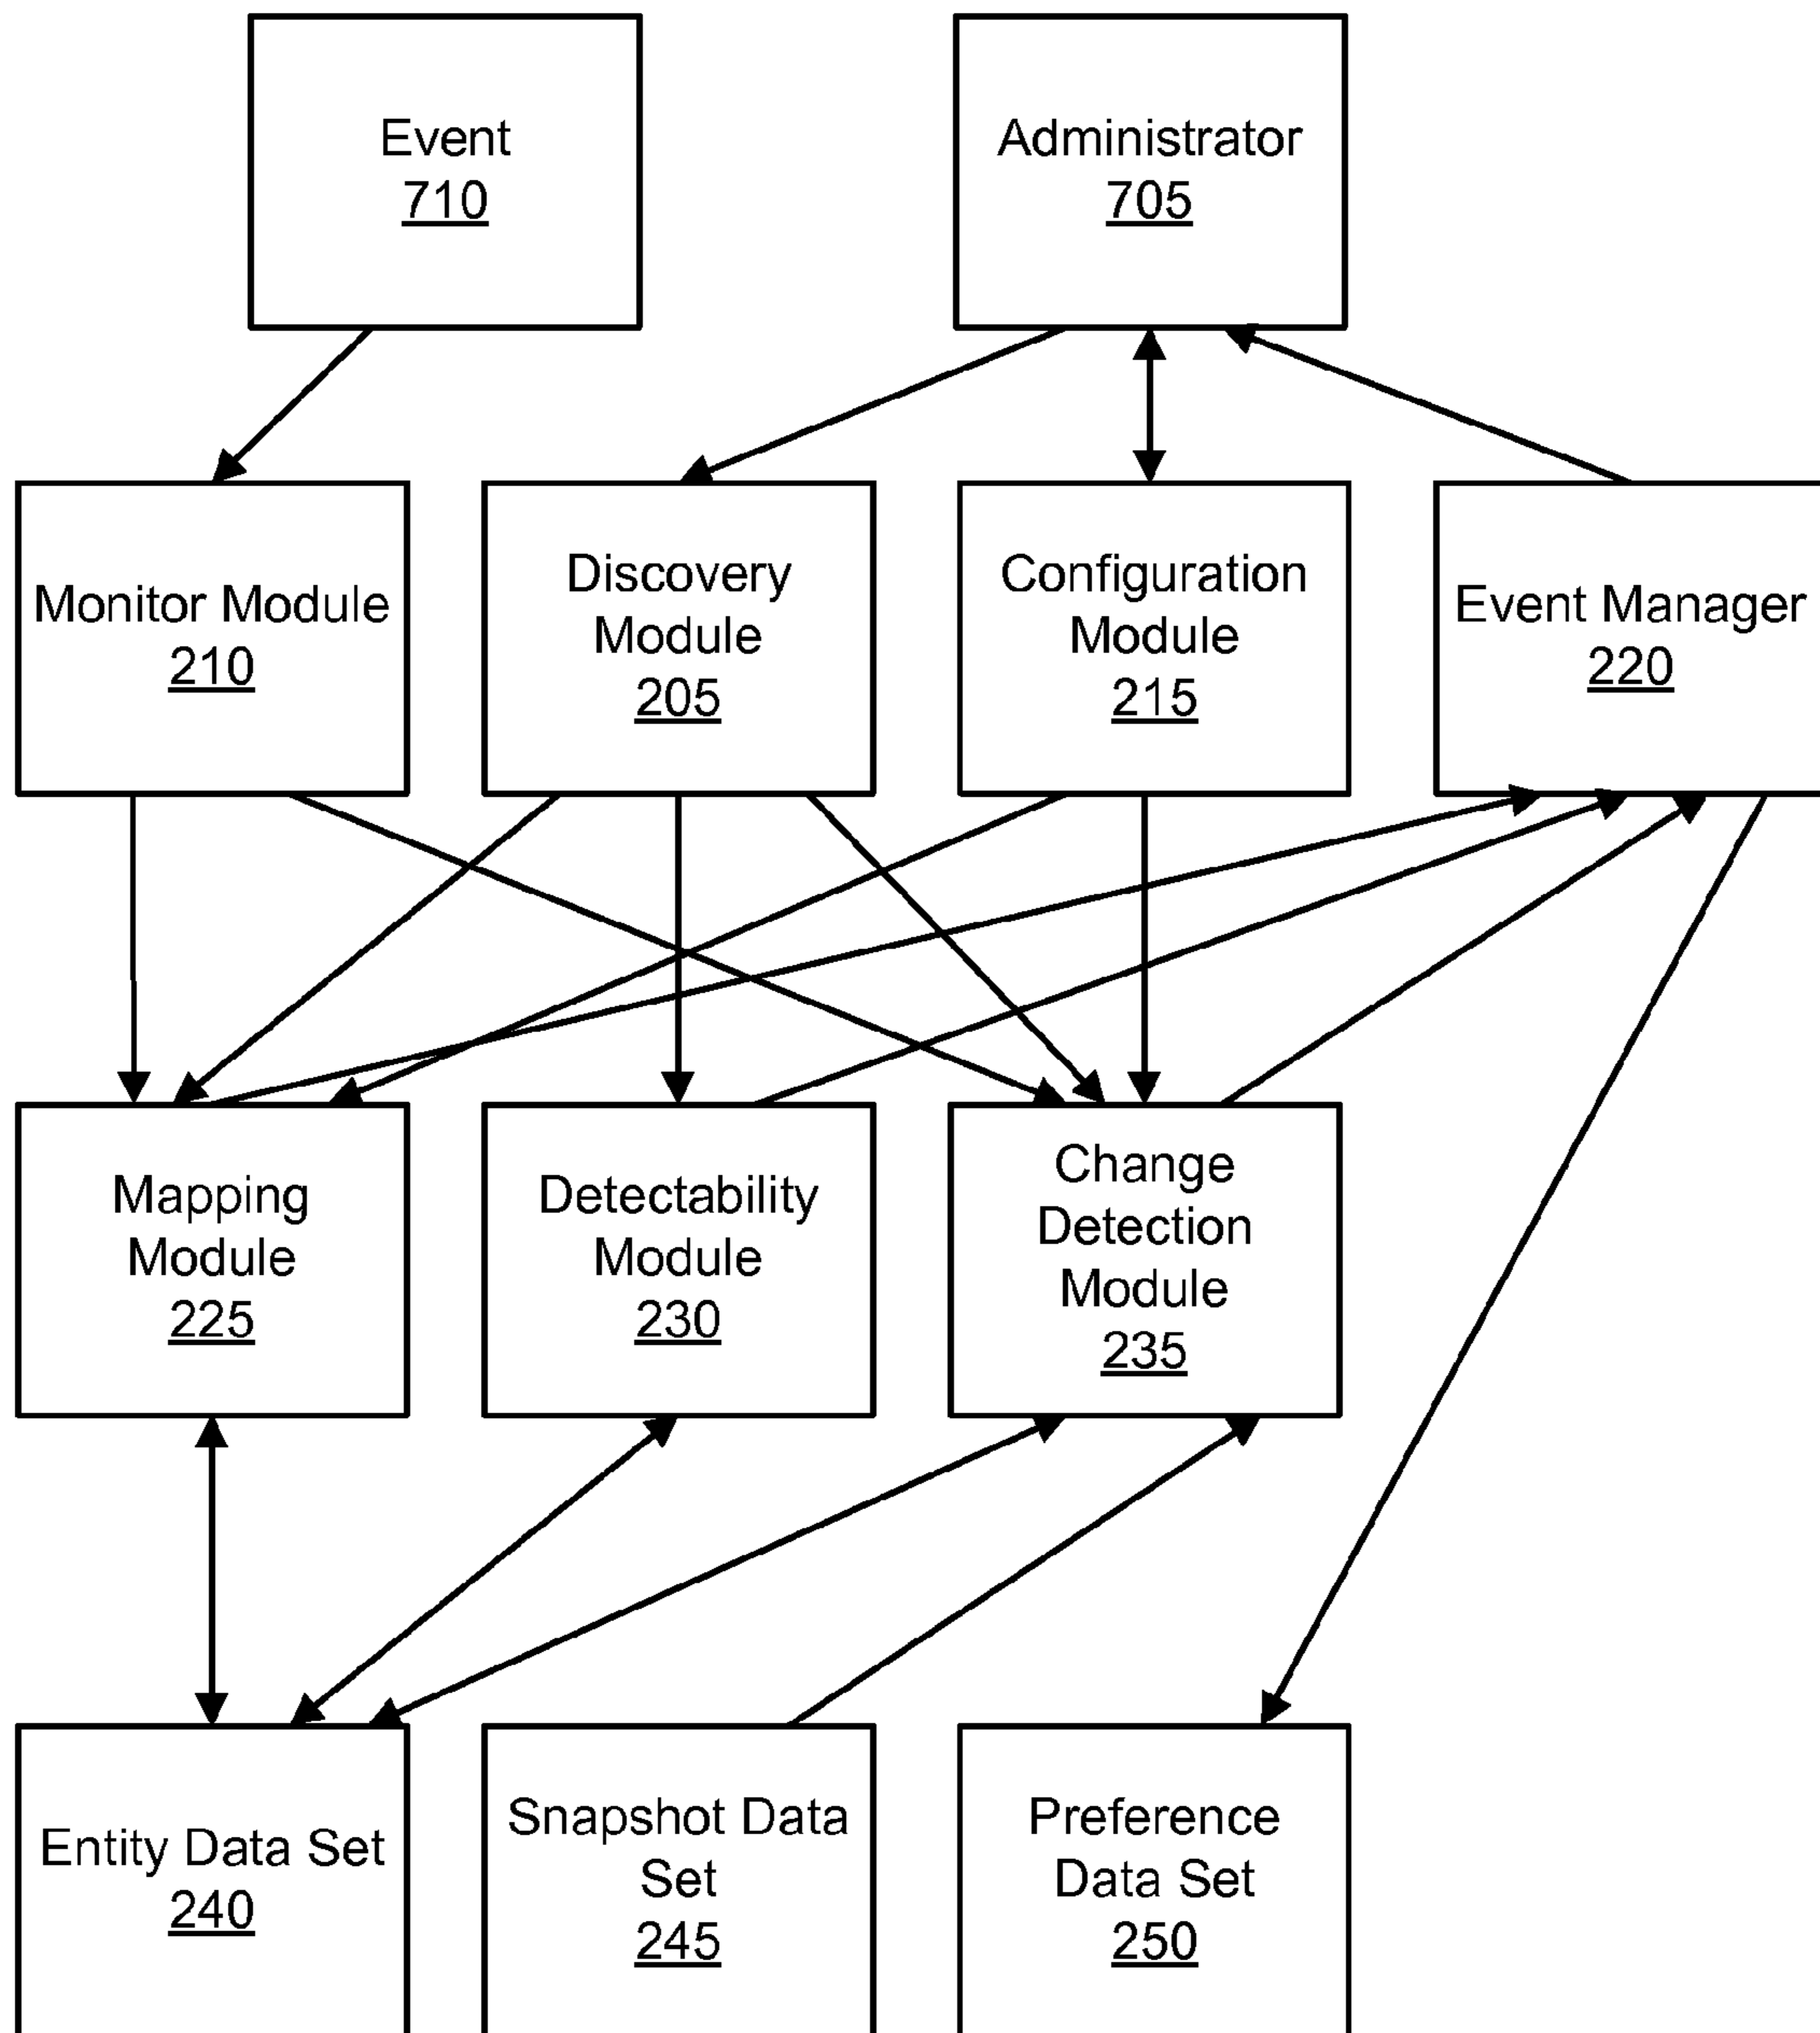 Event
710
Administrator
705
Monitor Module
210
Discovery
Module
205
Configuration
Module
215
Event Manager
220
Mapping
Module
225
Detectability
Module
230
Change
Detection
Module
235
Entity Data Set
240
Snapshot Data
Set
245
Preference
Data Set
250